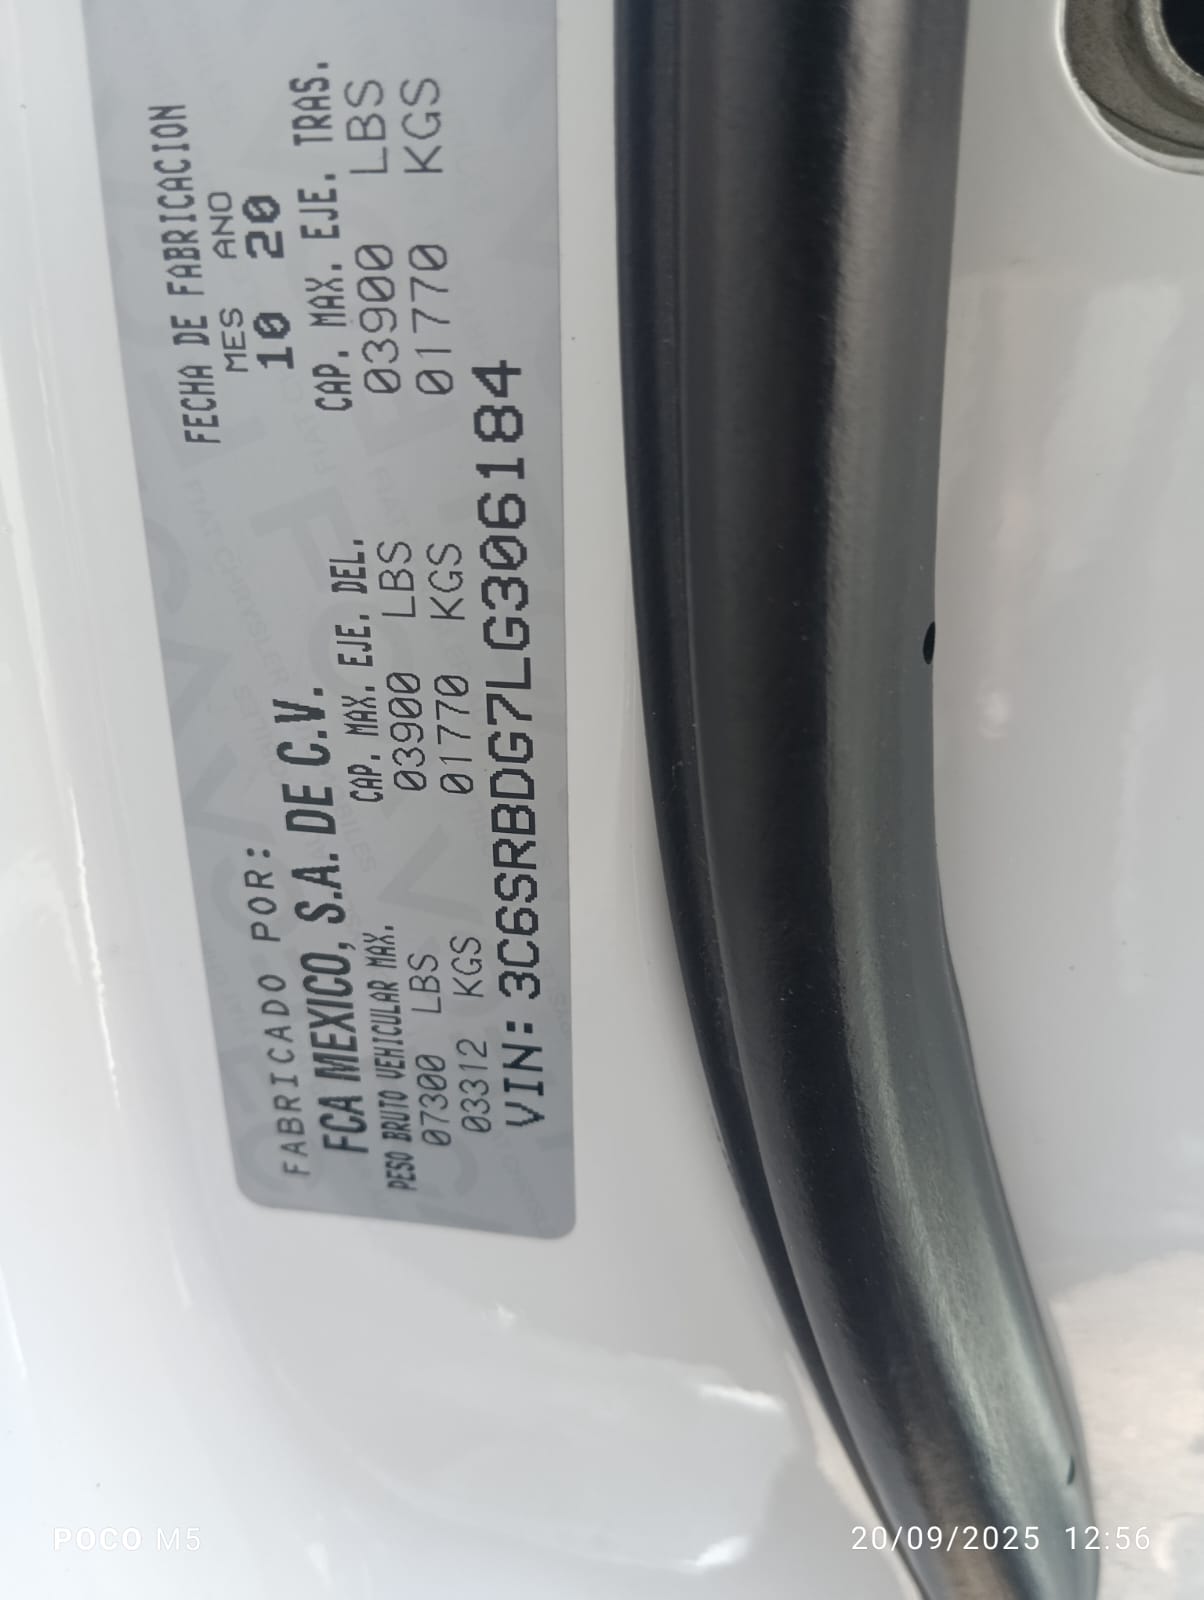 FECHA DE FABRICACION
MES ANO
10 20
FABRICADO POR:
FCA MEXICO, S.A. DE C.V.
PESO BRUTO VEHICULAR MAX.
07300 LBS
03312 KGS
CAP. MAX. EJE. DEL.
03900 LBS
01770 KGS
CAP. MAX. EJE. TRAS.
03900 LBS
01770 KGS
VIN: 3C6SRBDG7LG306184
POCO M5
20/09/2025 12:56